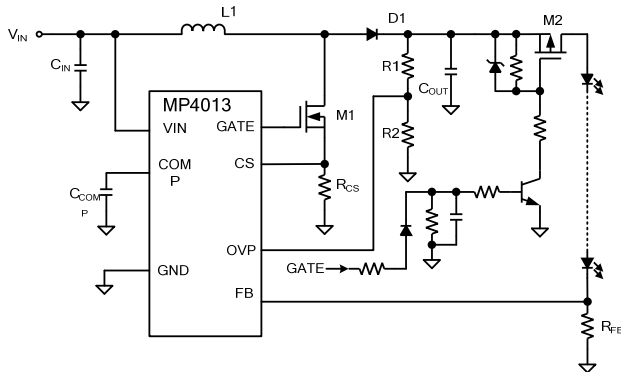 L1
D1
M2
VIN
CIN
R1
COUT
MP4013
VIN
GATE
M1
R2
COM
P
CS
RCS
CCOM
P
OVP
GATE
GND
FB
RFB